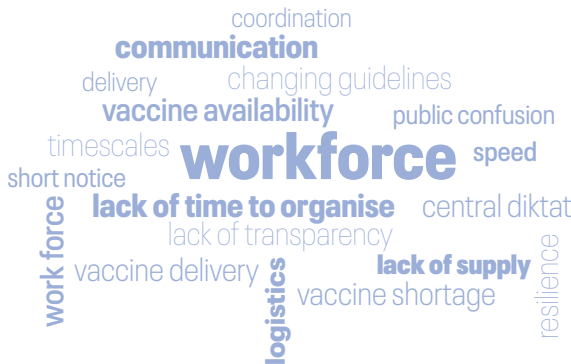 coordination
communication
delivery
changing guidelines
vaccine availability
public confusion
timescales
workforce
speed
short notice
lack of time to organise
central diktat
work force
lack of transparency
vaccine delivery
logistics
lack of supply
vaccine shortage
resilience